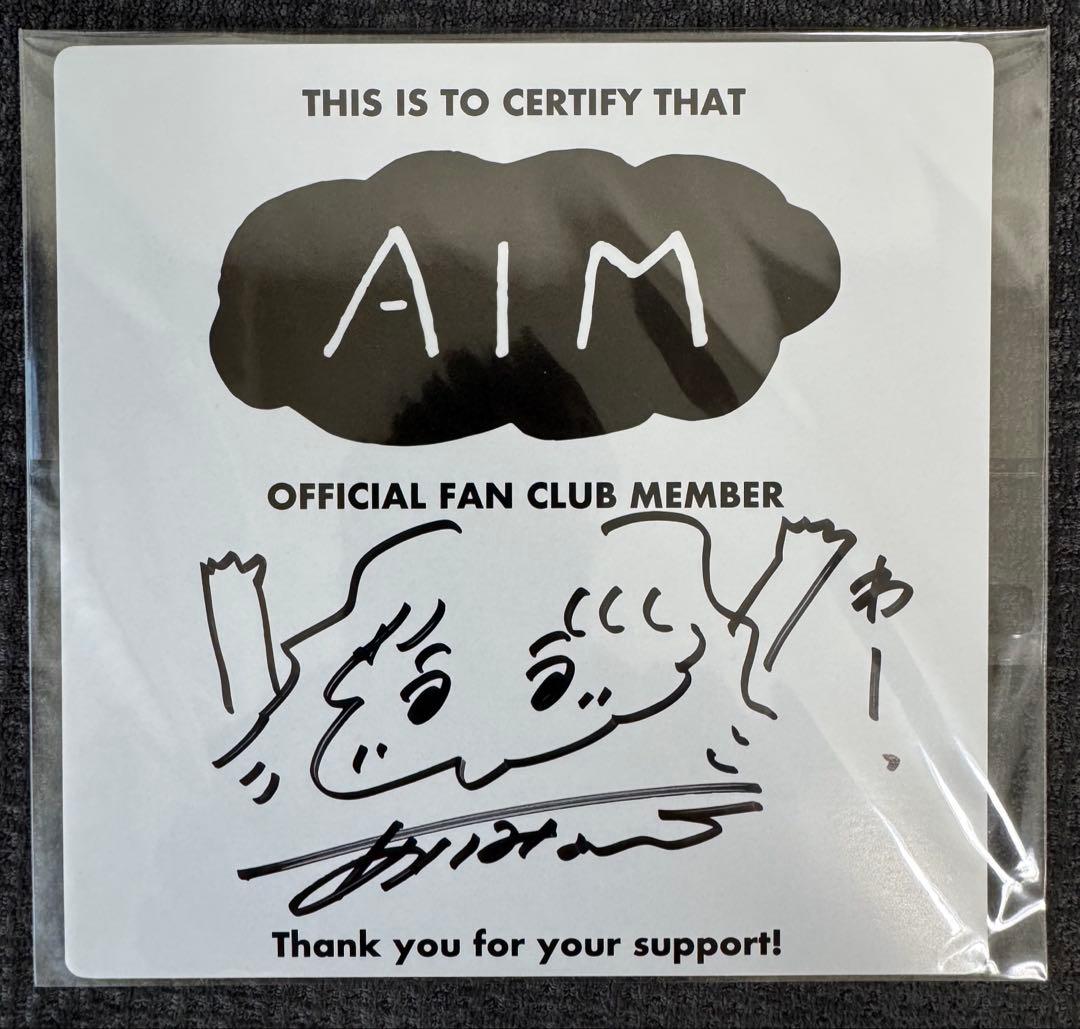 THIS IS TO CERTIFY THAT
AIM
OFFICIAL FAN CLUB MEMBER
わー。
Thank you for your support!